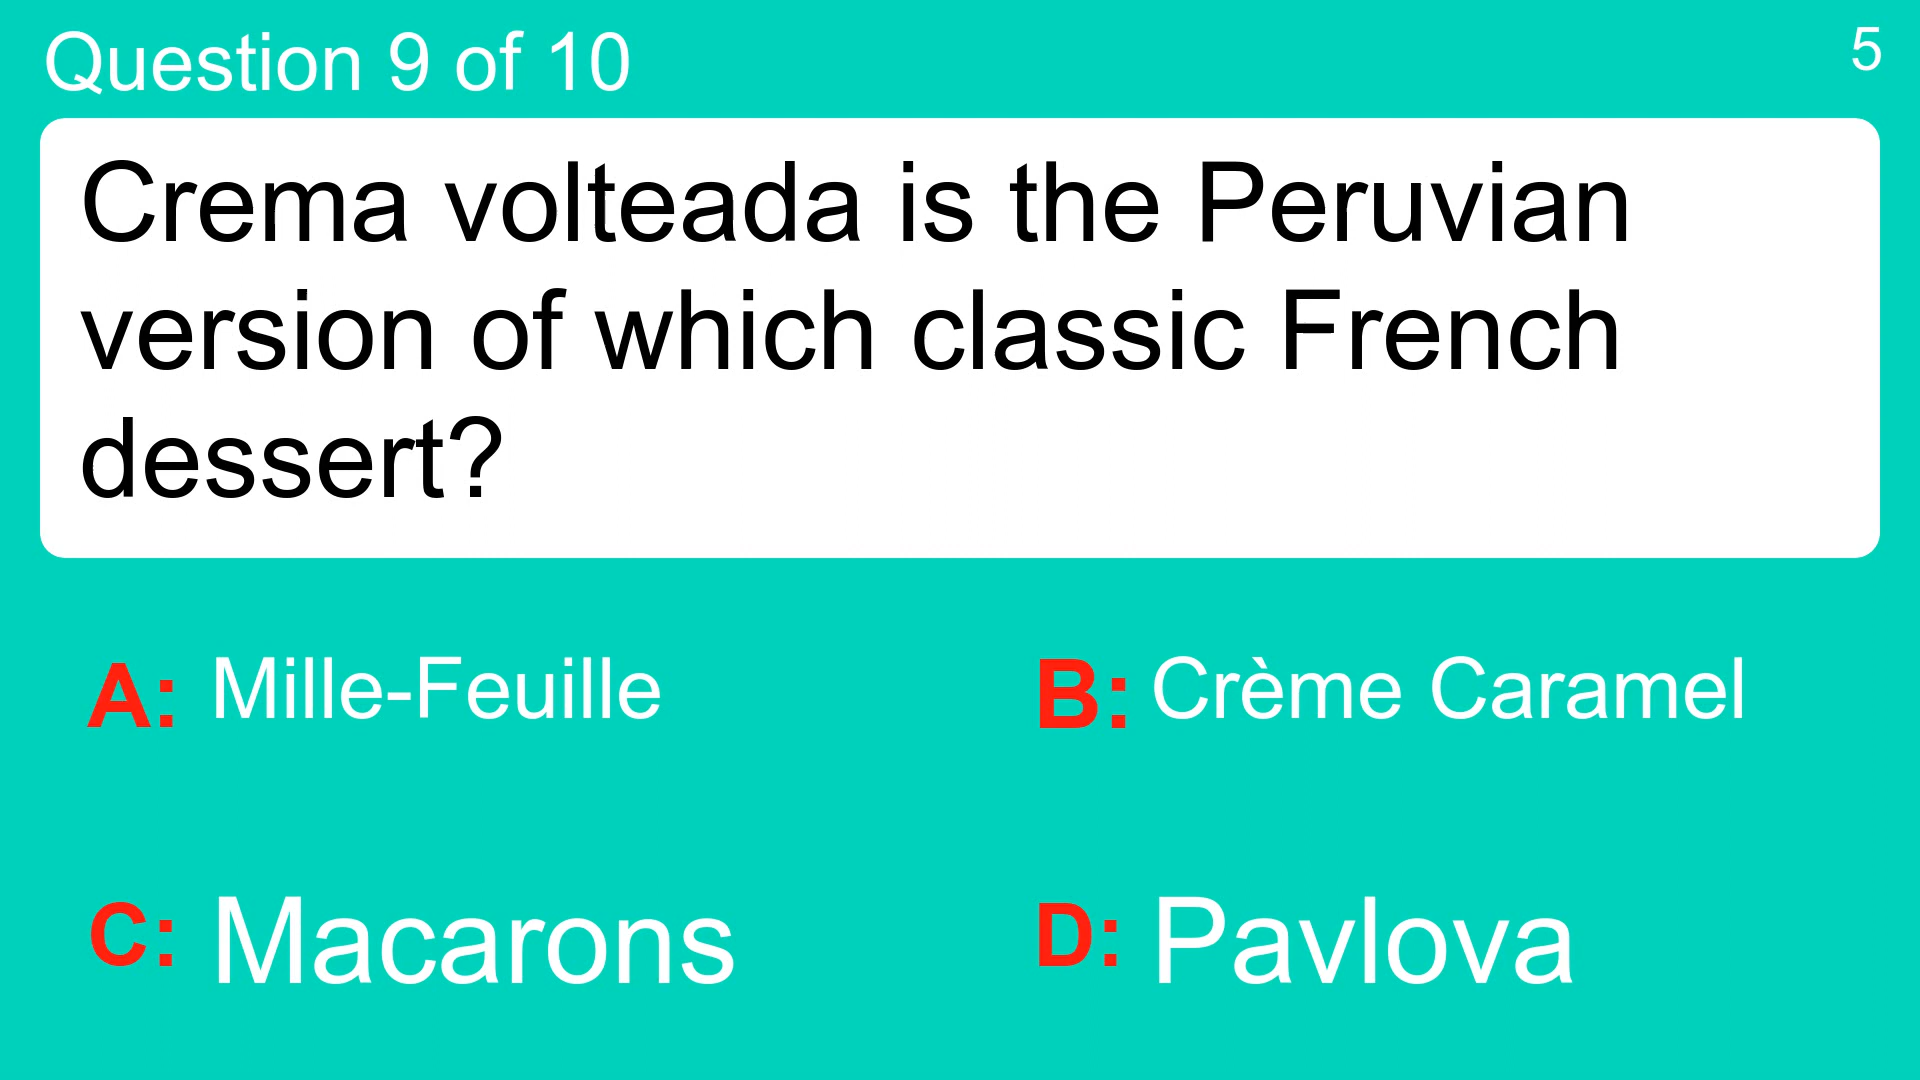 Question 9 of 10
5
Crema volteada is the Peruvian
version of which classic French
dessert?
A: Mille-Feuille
B: Crème Caramel
C: Macarons
D: Pavlova